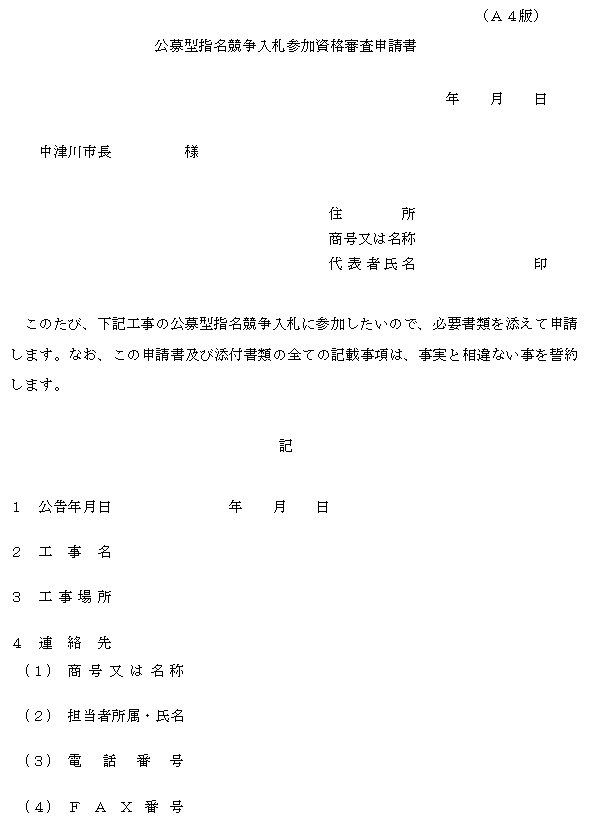 （Ａ４版）
公募型指名競争入札参加資格審査申請書
年　　月　　日
中津川市長　　　　　様
住　　　　所
商号又は名称
代表者氏名　　　　　　　　印
このたび、下記工事の公募型指名競争入札に参加したいので、必要書類を添えて申請
します。なお、この申請書及び添付書類の全ての記載事項は、事実と相違ない事を誓約
します。
記
１　公告年月日　　　　　　　　年　　月　　日
２　工　事　名
３　工事場所
４　連　絡　先
（１）　商号又は名称
（２）　担当者所属・氏名
（３）　電　話　番　号
（４）　ＦＡＸ番号